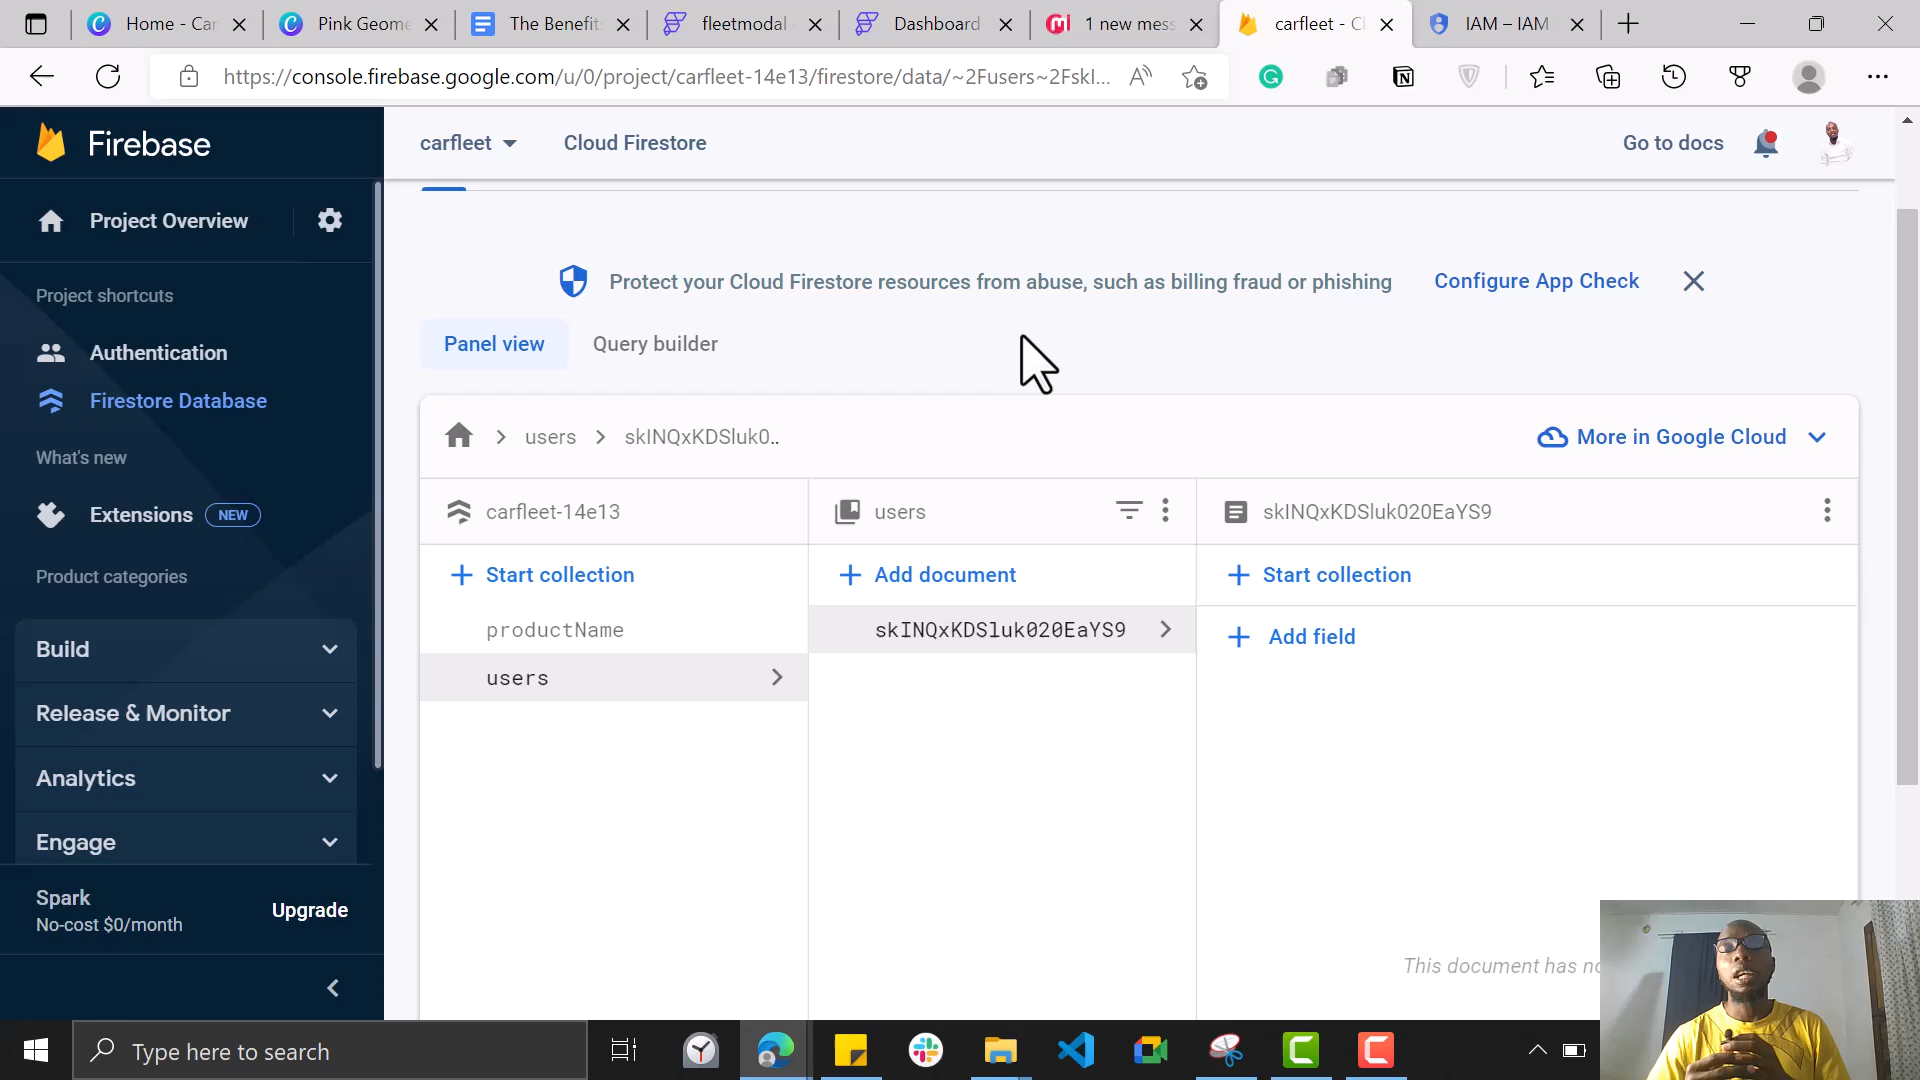 Home - Can
Pink Geome
The Benefit
fleetmodal
Dashboard
1 new mess
carfleet - Cl
IAM – IAM
https://console.firebase.google.com/u/0/project/carfleet-14e13/firestore/data/~2Fusers~2FskI...
Firebase
carfleet
Cloud Firestore
Go to docs
Project Overview
Project shortcuts
Protect your Cloud Firestore resources from abuse, such as billing fraud or phishing
Configure App Check
Authentication
Panel view
Query builder
Firestore Database
What's new
users
skINQxKDSluk0..
More in Google Cloud
Extensions
NEW
carfleet-14e13
users
skINQxKDSluk020EaYS9
Product categories
Start collection
Add document
Start collection
productName
skINQxKDSluk020EaYS9
Add field
users
Build
Release & Monitor
Analytics
Engage
Spark
No-cost $0/month
Upgrade
This document has no
Type here to search